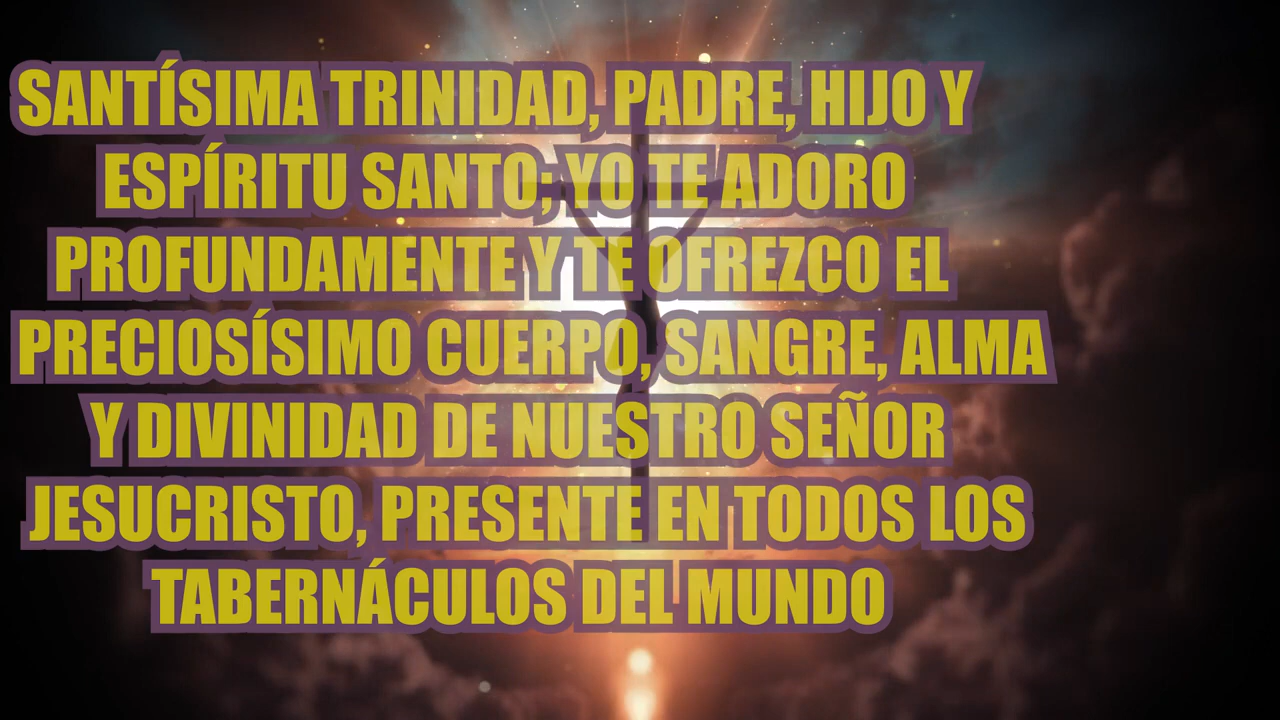 SANTÍSIMA TRINIDAD, PADRE, HIJO Y
ESPÍRITU SANTO; YO TE ADORO
PROFUNDAMENTE Y TE OFREZCO EL
PRECIOSÍSIMO CUERPO, SANGRE, ALMA
Y DIVINIDAD DE NUESTRO SEÑOR
JESUCRISTO, PRESENTE EN TODOS LOS
TABERNÁCULOS DEL MUNDO